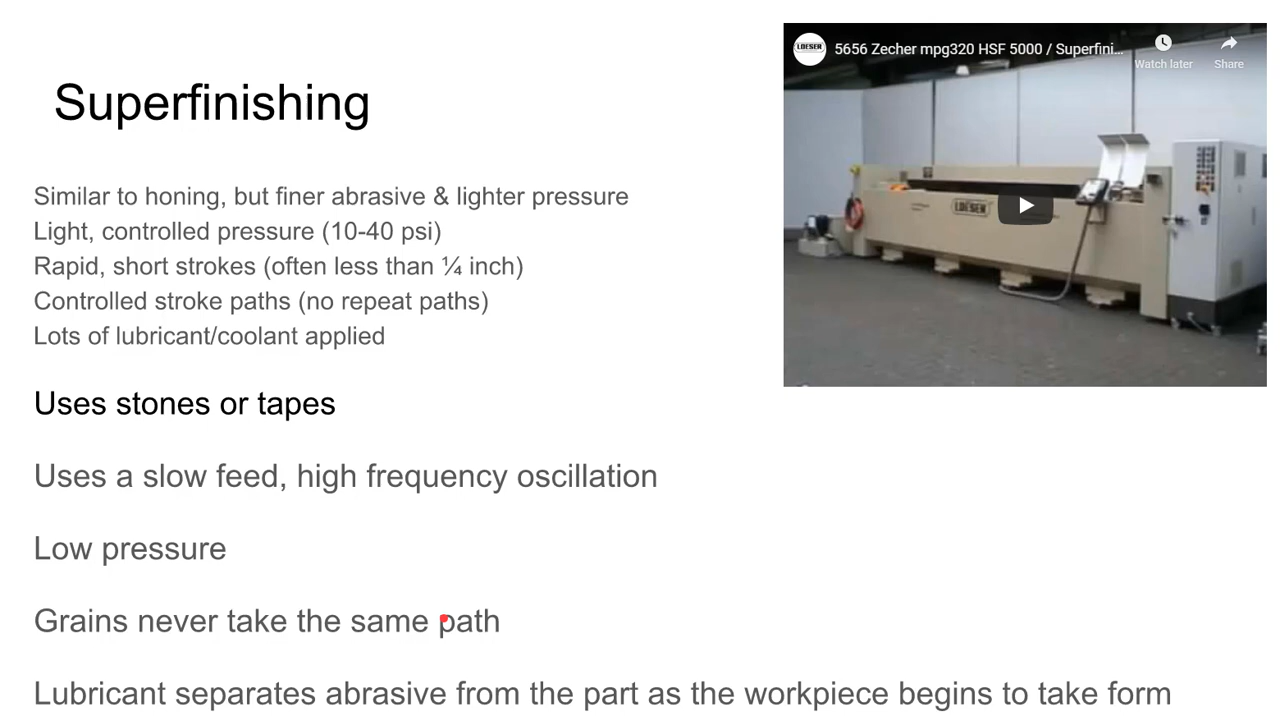 Superfinishing
Similar to honing, but finer abrasive & lighter pressure
Light, controlled pressure (10-40 psi)
Rapid, short strokes (often less than ¼ inch)
Controlled stroke paths (no repeat paths)
Lots of lubricant/coolant applied
Uses stones or tapes
Uses a slow feed, high frequency oscillation
Low pressure
Grains never take the same path
Lubricant separates abrasive from the part as the workpiece begins to take form
LOESER
5656 Zecher mpg320 HSF 5000 / Superfini...
Watch later
Share
LOESER